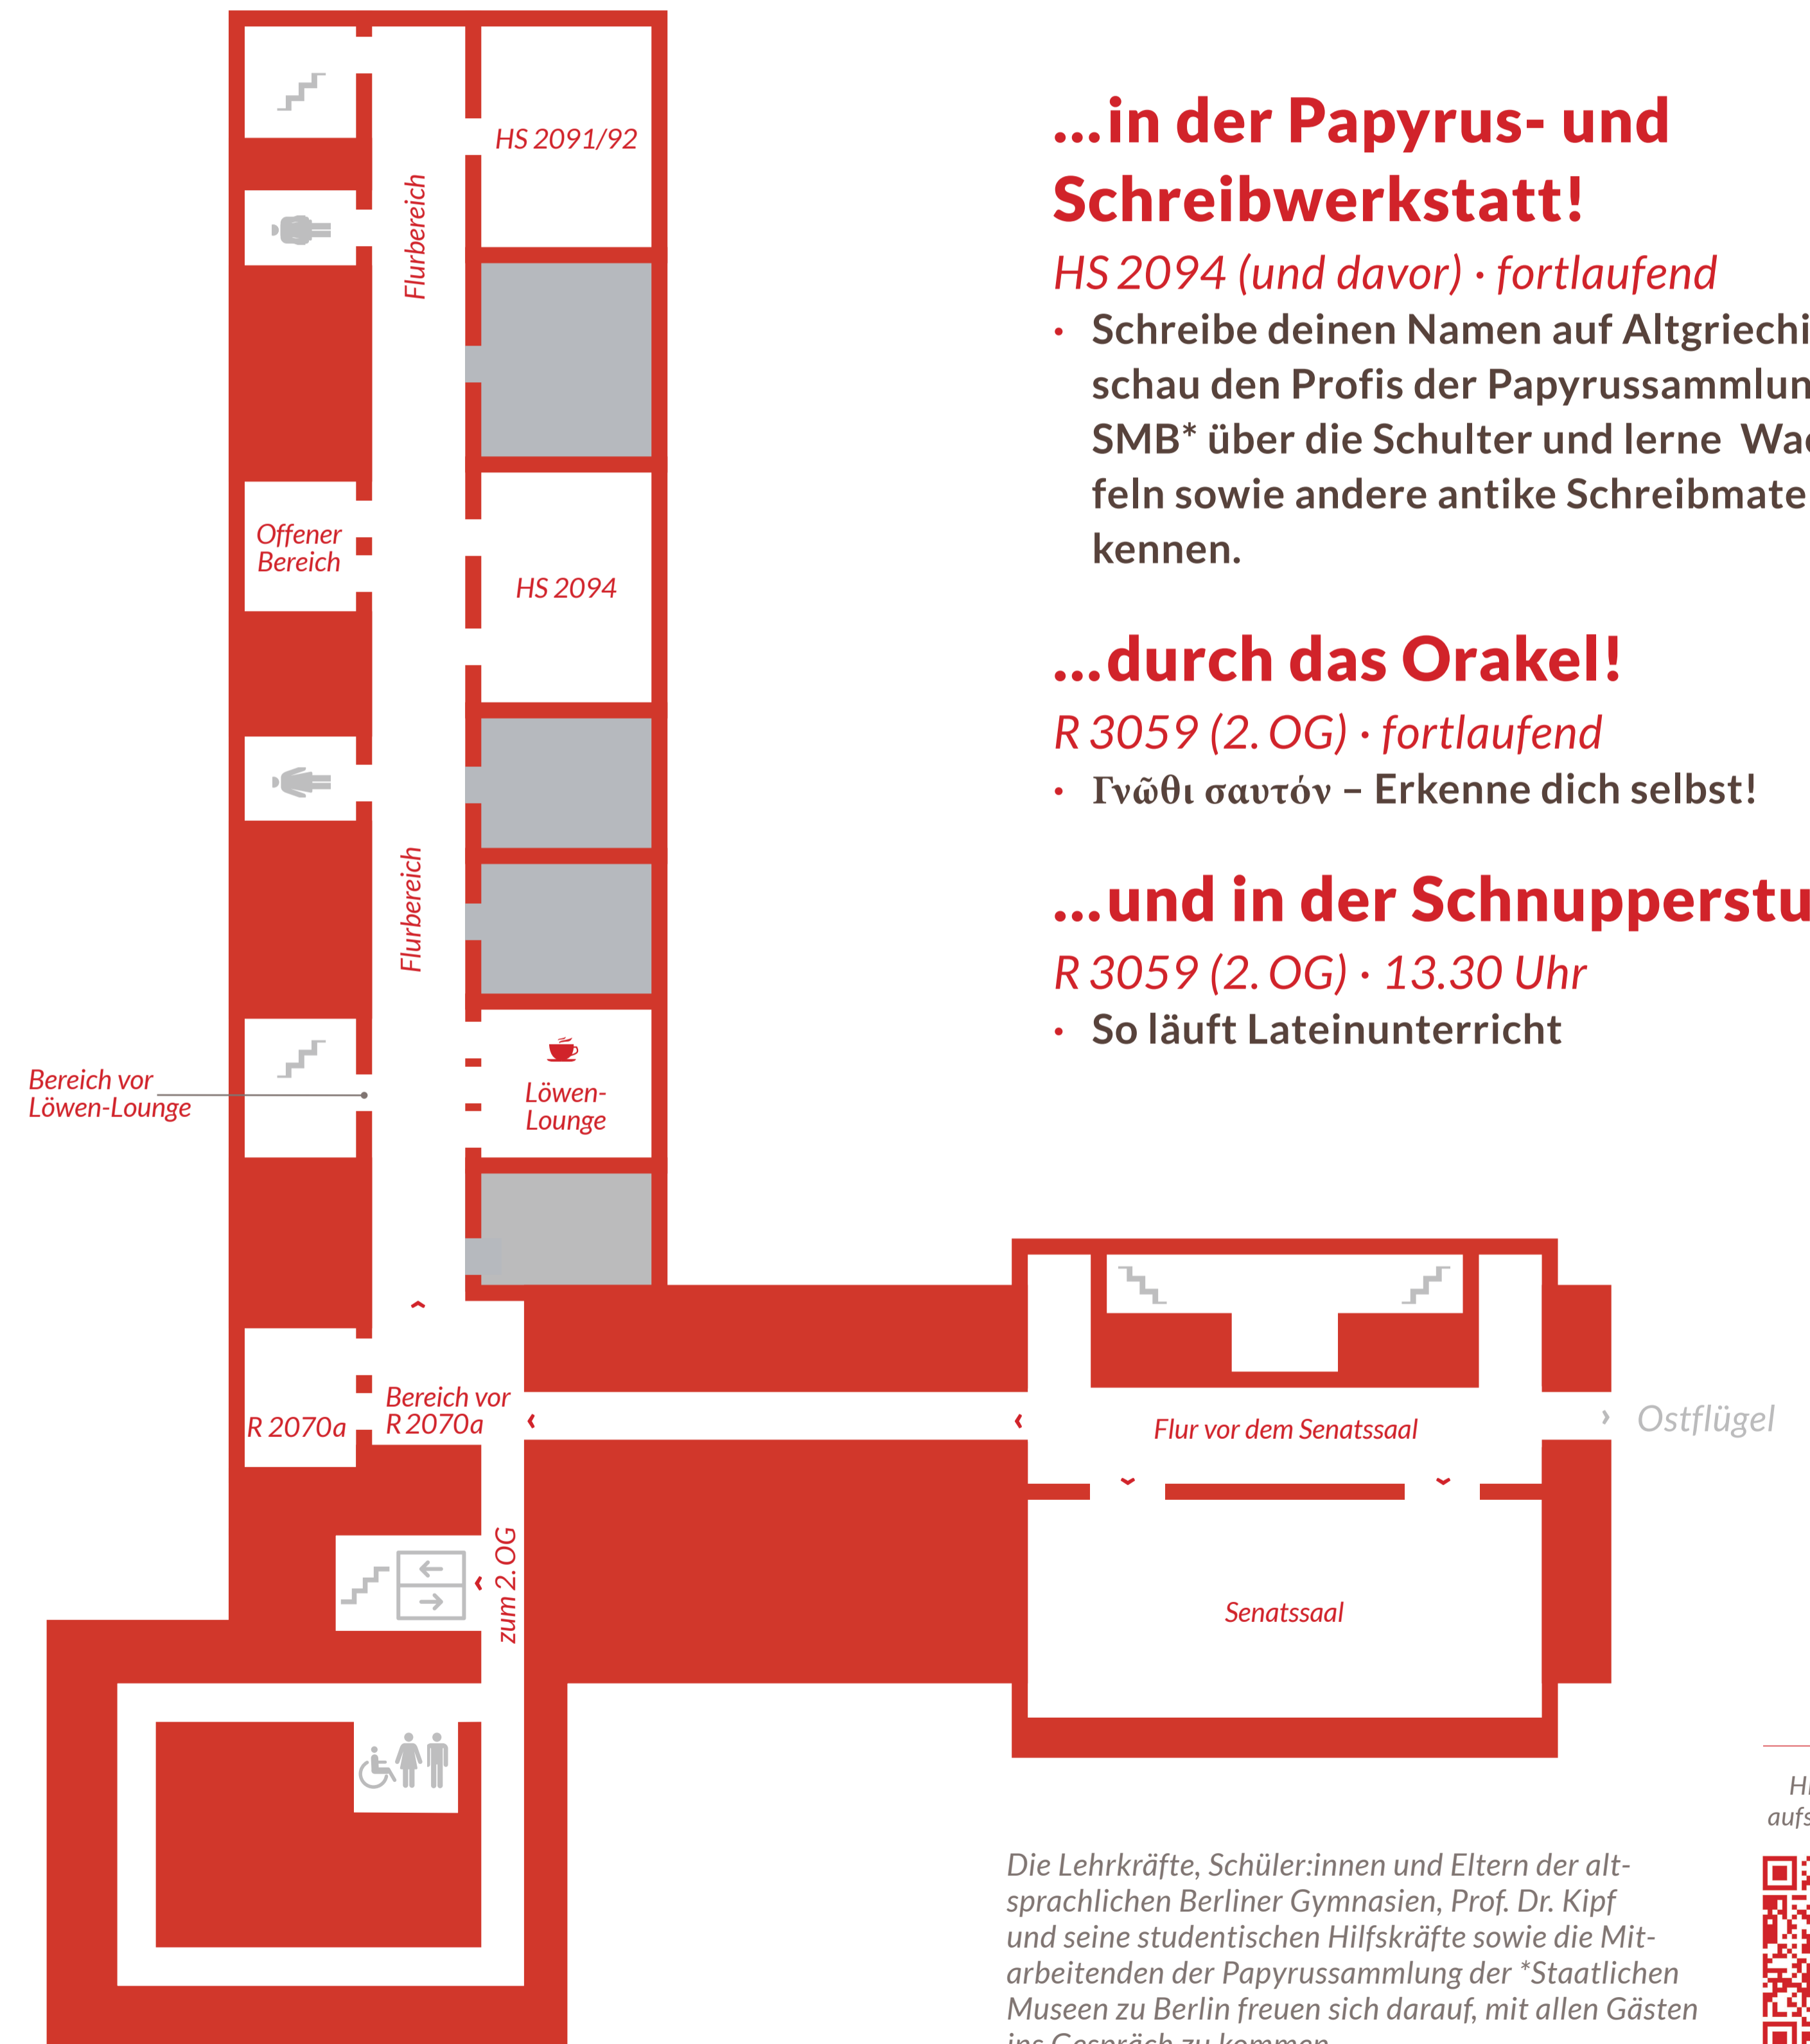 HS 2091/92
Flurbereich
Offener
Bereich
HS 2094
Flurbereich
Löwen-
Lounge
Bereich vor
Löwen-Lounge
Bereich vor
R 2070a
R 2070a
zum 2. OG
Flur vor dem Senatssaal
Ostflügel
Senatssaal
...in der Papyrus- und
Schreibwerkstatt!
HS 2094 (und davor) · fortlaufend
· Schreibe deinen Namen auf Altgriechi
schau den Profis der Papyrussammlun
SMB* über die Schulter und lerne Wac
feln sowie andere antike Schreibmate
kennen.
...durch das Orakel!
R 3059 (2. OG) · fortlaufend
· Γνῶθι σαυτόν – Erkenne dich selbst!
...und in der Schnupperstu
R 3059 (2. OG) · 13.30 Uhr
· So läuft Lateinunterricht
Die Lehrkräfte, Schüler:innen und Eltern der alt-
sprachlichen Berliner Gymnasien, Prof. Dr. Kipf
und seine studentischen Hilfskräfte sowie die Mit-
arbeitenden der Papyrussammlung der *Staatlichen
Museen zu Berlin freuen sich darauf, mit allen Gästen
ins Gespräch zu kommen
aufs